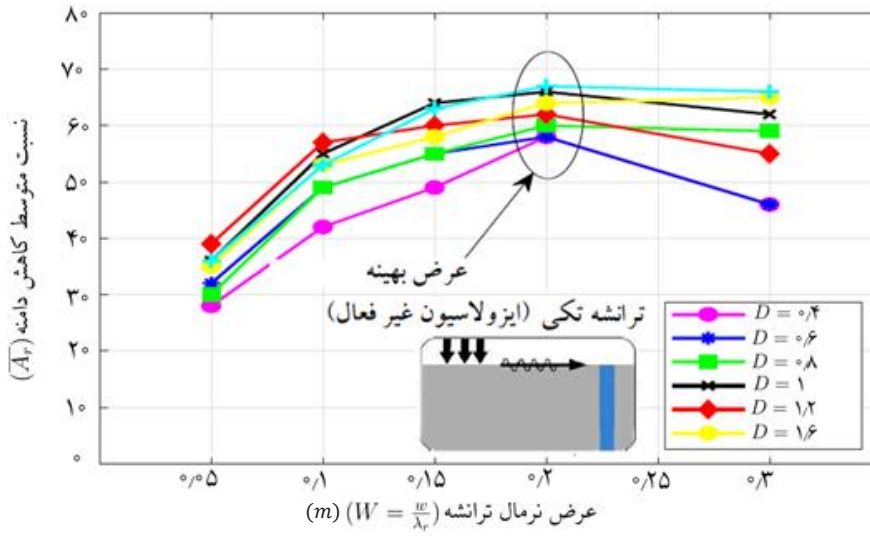 ۸۰
۷۰
۶۰
۵۰
۴۰
۳۰
۲۰
۱۰
۰
نسبت متوسط کاهش دامنه (A̅ᵣ)
عرض بهینه
ترانشه تکی (ایزولاسیون غیر فعال)
D = ۰٫۴
D = ۰٫۶
D = ۰٫۸
D = ۱
D = ۱٫۲
D = ۱٫۶
۰٫۰۵ ۰٫۱ ۰٫۱۵ ۰٫۲ ۰٫۲۵ ۰٫۳
عرض نرمال ترانشه (W = w/λᵣ) (m)